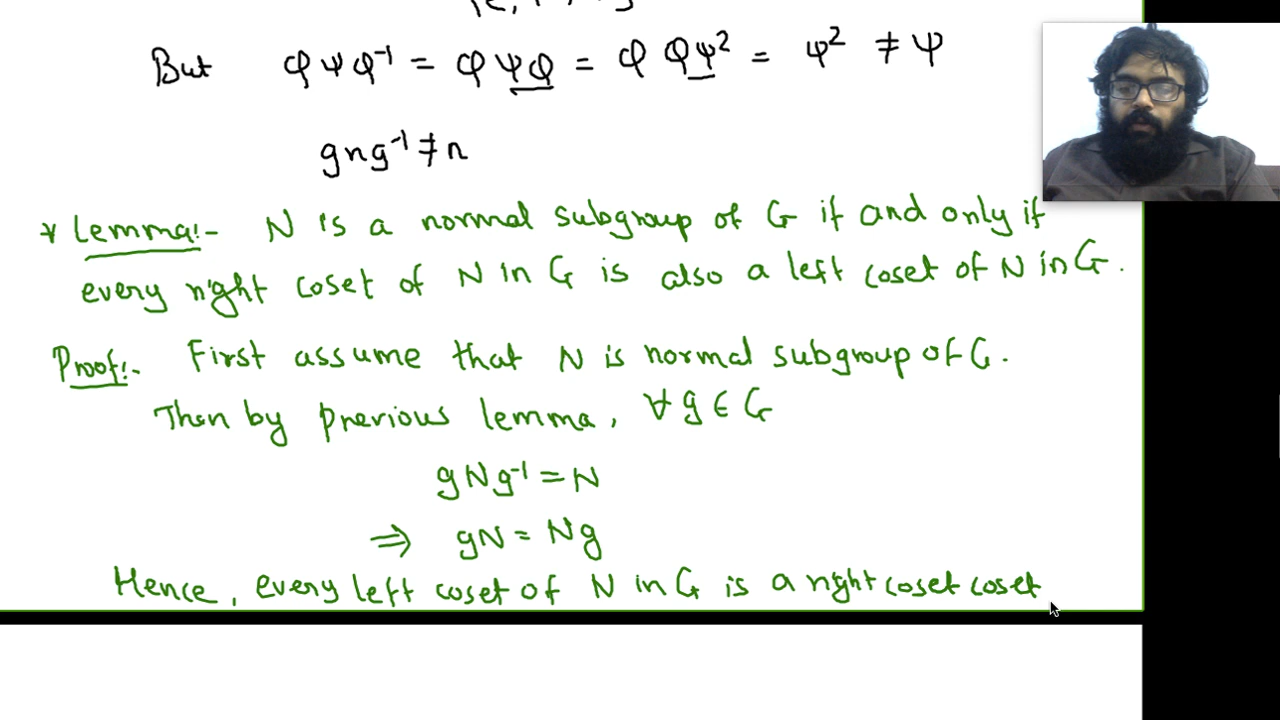 But φψφ⁻¹ = φψφ = φφψ² = ψ² ≠ ψ
gng⁻¹ ≠ n
* Lemma:- N is a normal subgroup of G if and only if
every right coset of N in G is also a left coset of N in G.
Proof:- First assume that N is normal subgroup of G.
Then by previous lemma, ∀ g ∈ G
gNg⁻¹ = N
⇒ gN = Ng
Hence, every left coset of N in G is a right coset coset